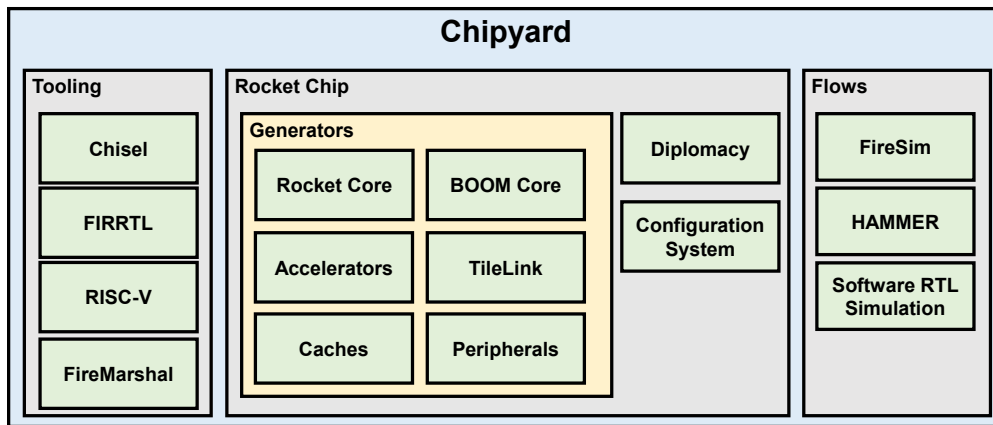 Chipyard
Tooling
Chisel
FIRRTL
RISC-V
FireMarshal
Rocket Chip
Generators
Rocket Core
BOOM Core
Accelerators
TileLink
Caches
Peripherals
Diplomacy
Configuration
System
Flows
FireSim
HAMMER
Software RTL
Simulation